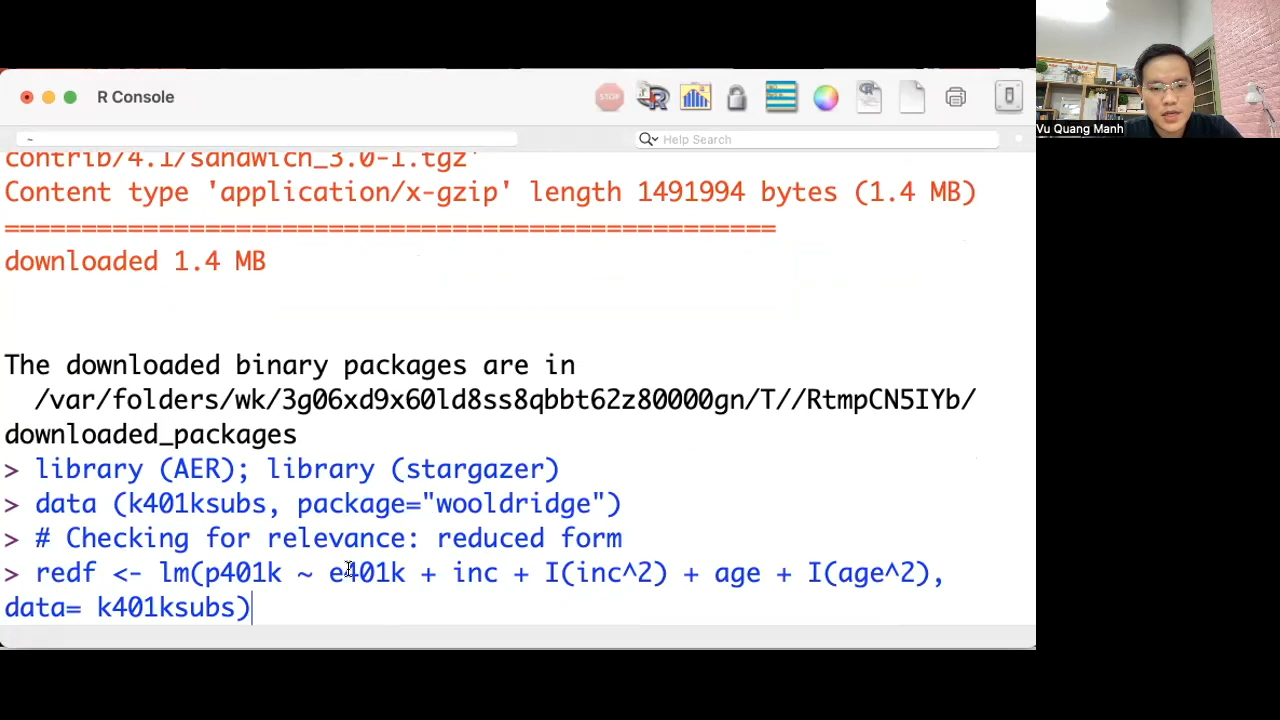 R Console
STOP
~
Help Search
contrib/4.1/sandwich_3.0-1.tgz'
Content type 'application/x-gzip' length 1491994 bytes (1.4 MB)
==================================================
downloaded 1.4 MB
The downloaded binary packages are in
/var/folders/wk/3g06xd9x60ld8ss8qbbt62z80000gn/T//RtmpCN5IYb/
downloaded_packages
> library (AER); library (stargazer)
> data (k401ksubs, package="wooldridge")
> # Checking for relevance: reduced form
> redf <- lm(p401k ~ e401k + inc + I(inc^2) + age + I(age^2),
data= k401ksubs)
Vu Quang Manh